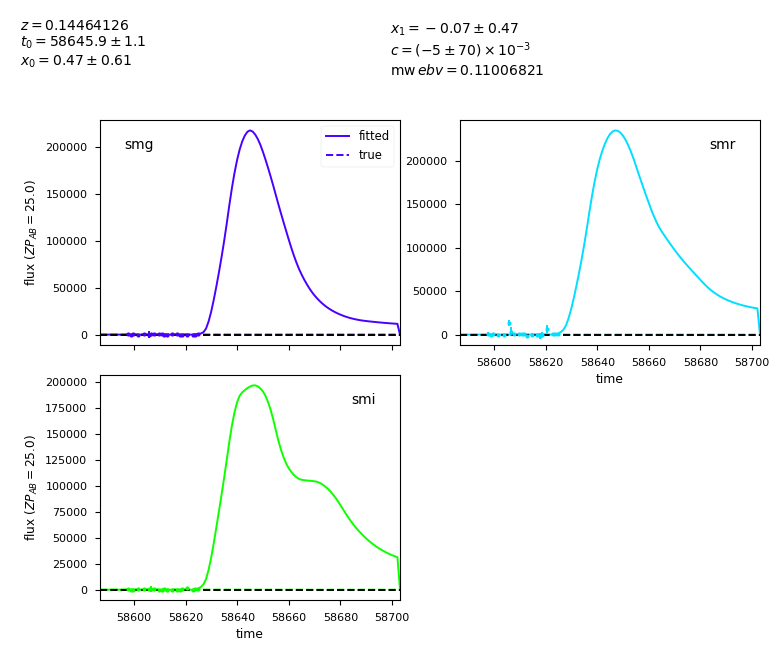 z = 0.14464126
t₀ = 58645.9 ± 1.1
x₀ = 0.47 ± 0.61
x₁ = − 0.07 ± 0.47
c = (−5 ± 70) × 10⁻³
mw ebv = 0.11006821
smg
fitted
true
200000
150000
100000
50000
0
flux (ZP_AB = 25.0)
smr
200000
150000
100000
50000
0
58600 58620 58640 58660 58680 58700
time
smi
200000
175000
150000
125000
100000
75000
50000
25000
0
flux (ZP_AB = 25.0)
58600 58620 58640 58660 58680 58700
time